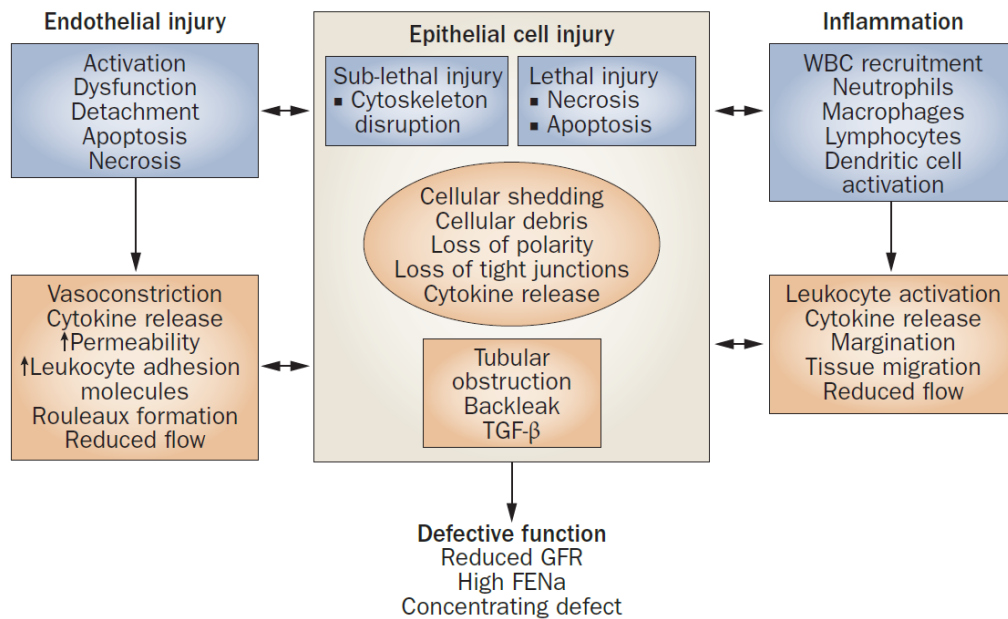 Endothelial injury
Activation
Dysfunction
Detachment
Apoptosis
Necrosis
Vasoconstriction
Cytokine release
↑Permeability
↑Leukocyte adhesion
molecules
Rouleaux formation
Reduced flow
Epithelial cell injury
Sub-lethal injury
▪ Cytoskeleton
disruption
Lethal injury
▪ Necrosis
▪ Apoptosis
Cellular shedding
Cellular debris
Loss of polarity
Loss of tight junctions
Cytokine release
Tubular
obstruction
Backleak
TGF-β
Inflammation
WBC recruitment
Neutrophils
Macrophages
Lymphocytes
Dendritic cell
activation
Leukocyte activation
Cytokine release
Margination
Tissue migration
Reduced flow
Defective function
Reduced GFR
High FENa
Concentrating defect